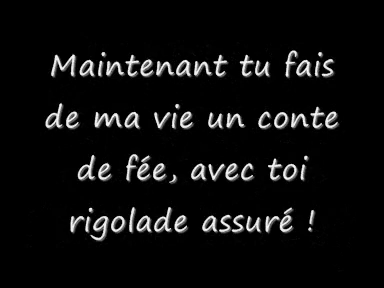 Maintenant tu fais
de ma vie un conte
de fée, avec toi
rigolade assuré !